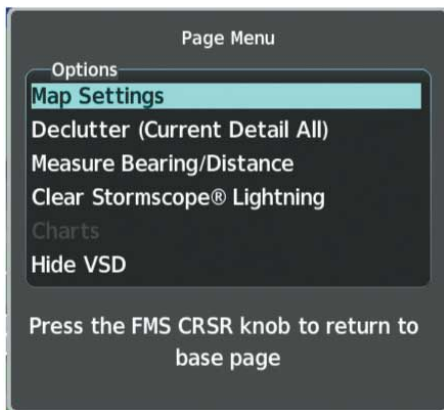 Page Menu
Options
Map Settings
Declutter (Current Detail All)
Measure Bearing/Distance
Clear Stormscope® Lightning
Charts
Hide VSD
Press the FMS CRSR knob to return to
base page